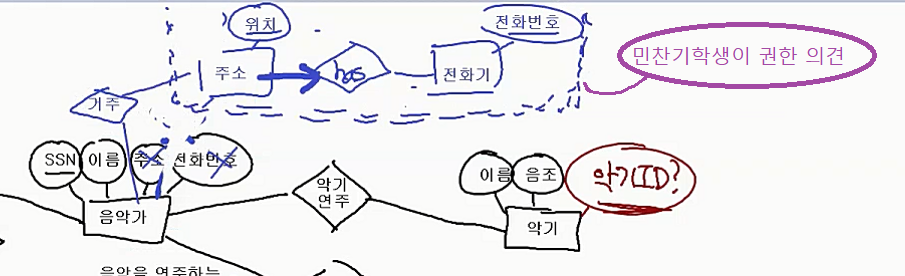 위치
전화번호
민찬기학생이 권한 의견
주소
has
전화기
거주
SSN 이름 주소 전화번호
이름 음조
악기ID?
악기
연주
음악가
악기
음악을 연주하는